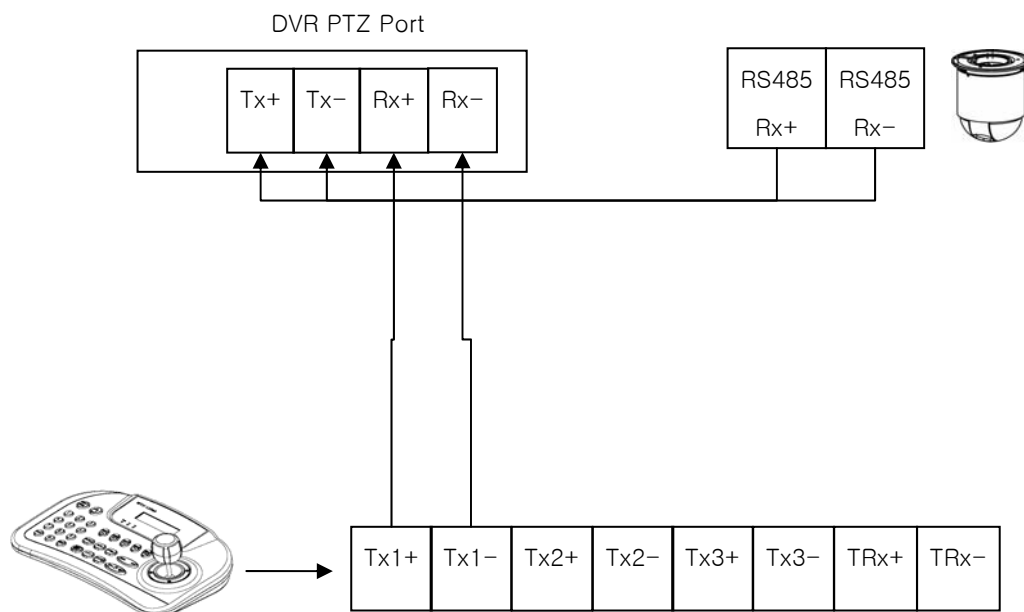 DVR PTZ Port
Tx+ Tx- Rx+ Rx-
RS485 RS485
Rx+ Rx-
Tx1+ Tx1- Tx2+ Tx2- Tx3+ Tx3- TRx+ TRx-